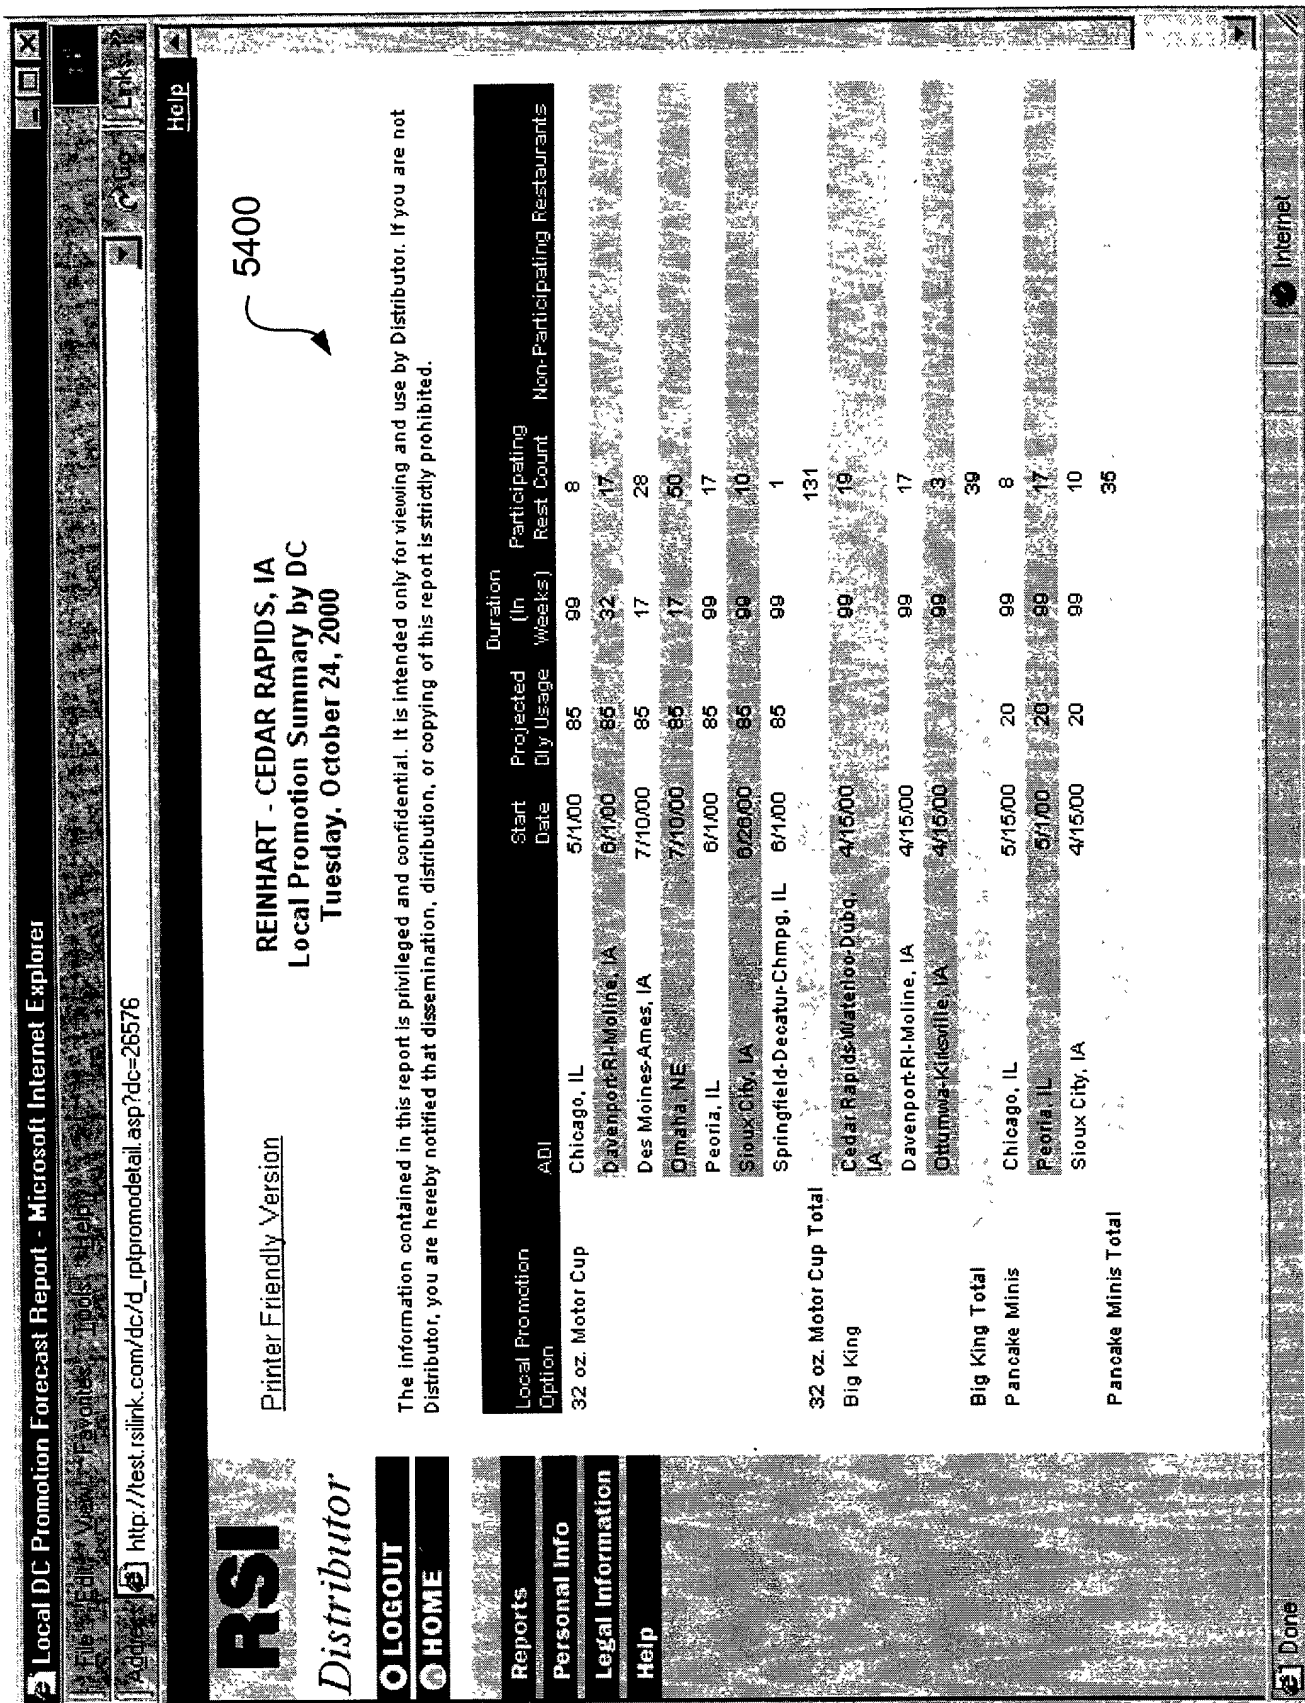 Local DC Promotion Forecast Report - Microsoft Internet Explorer
File Edit View Favorites Tools Help
Address http://test.rsilink.com/dc/d_rptpromodetail.asp?dc=26576 Go Links »
Help
RSI
Distributor
LOGOUT
HOME
Reports
Personal Info
Legal Information
Help
Printer Friendly Version
REINHART - CEDAR RAPIDS, IA
Local Promotion Summary by DC
Tuesday, October 24, 2000
5400
The information contained in this report is privileged and confidential. It is intended only for viewing and use by Distributor. If you are not
Distributor, you are hereby notified that dissemination, distribution, or copying of this report is strictly prohibited.
Duration
Local Promotion Start Projected (In Participating
Option ADI Date Dly Usage Weeks) Rest Count Non-Participating Restaurants
32 oz. Motor Cup Chicago, IL 5/1/00 85 99 8
Davenport-RI-Moline, IA 6/1/00 85 32 17
Des Moines-Ames, IA 7/10/00 85 17 28
Omaha, NE 7/10/00 85 17 50
Peoria, IL 6/1/00 85 99 17
Sioux City, IA 6/26/00 85 99 10
Springfield-Decatur-Chmpg, IL 6/1/00 85 99 1
32 oz. Motor Cup Total 131
Big King Cedar Rapids-Waterloo-Dubq, 4/15/00 99 19
IA
Davenport-RI-Moline, IA 4/15/00 99 17
Ottumwa-Kirksville, IA 4/15/00 99 3
Big King Total 39
Pancake Minis Chicago, IL 5/15/00 20 99 8
Peoria, IL 5/1/00 20 99 17
Sioux City, IA 4/15/00 20 99 10
Pancake Minis Total 35
Done Internet